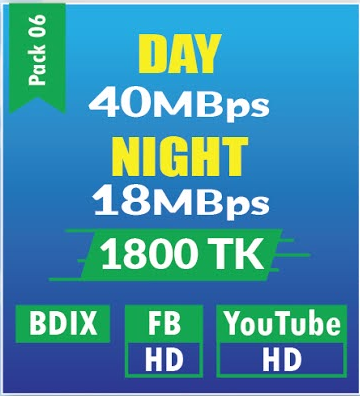 Pack 06
DAY
40MBps
NIGHT
18MBps
1800 TK
BDIX
FB
HD
YouTube
HD